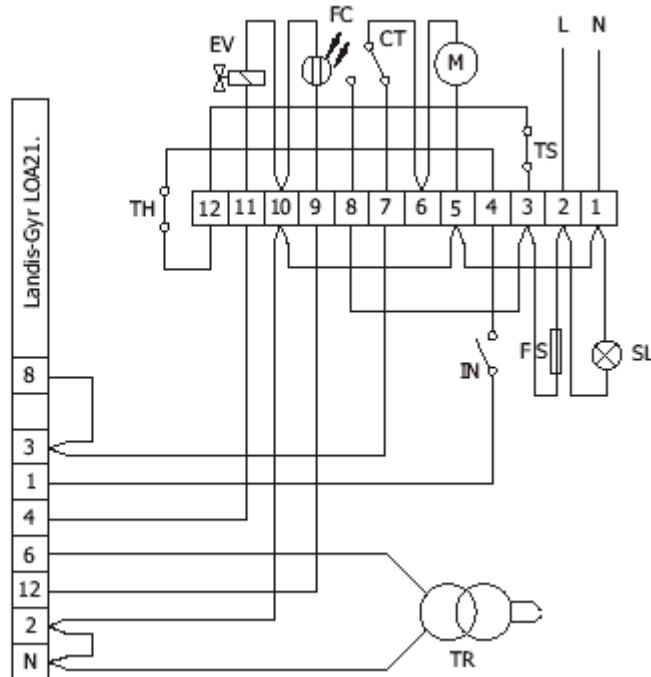 FC
EV
CT
L N
M
TS
TH
12 11 10 9 8 7 6 5 4 3 2 1
Landis-Gyr LOA21.
IN
FS
SL
8
3
1
4
6
12
2
N
TR